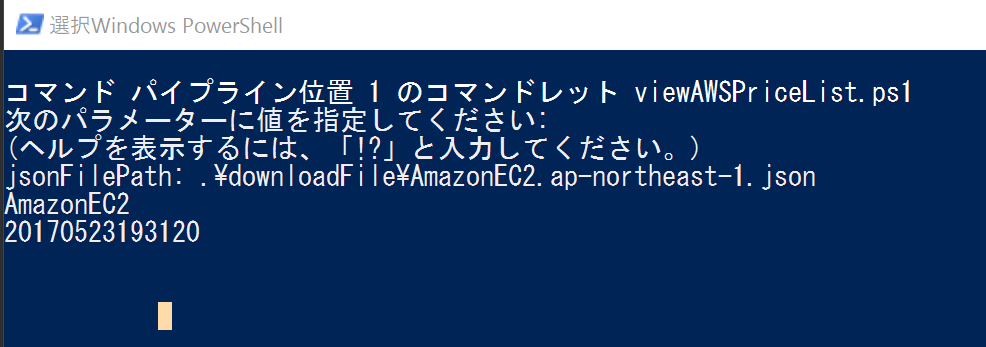 選択Windows PowerShell
コマンド パイプライン位置 1 のコマンドレット viewAWSPriceList.ps1
次のパラメーターに値を指定してください:
(ヘルプを表示するには、「!?」と入力してください。)
jsonFilePath: .¥downloadFile¥AmazonEC2.ap-northeast-1.json
AmazonEC2
20170523193120